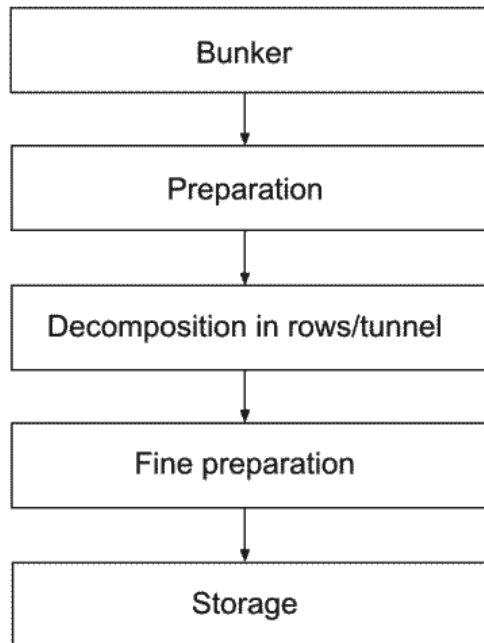 Bunker
Preparation
Decomposition in rows/tunnel
Fine preparation
Storage